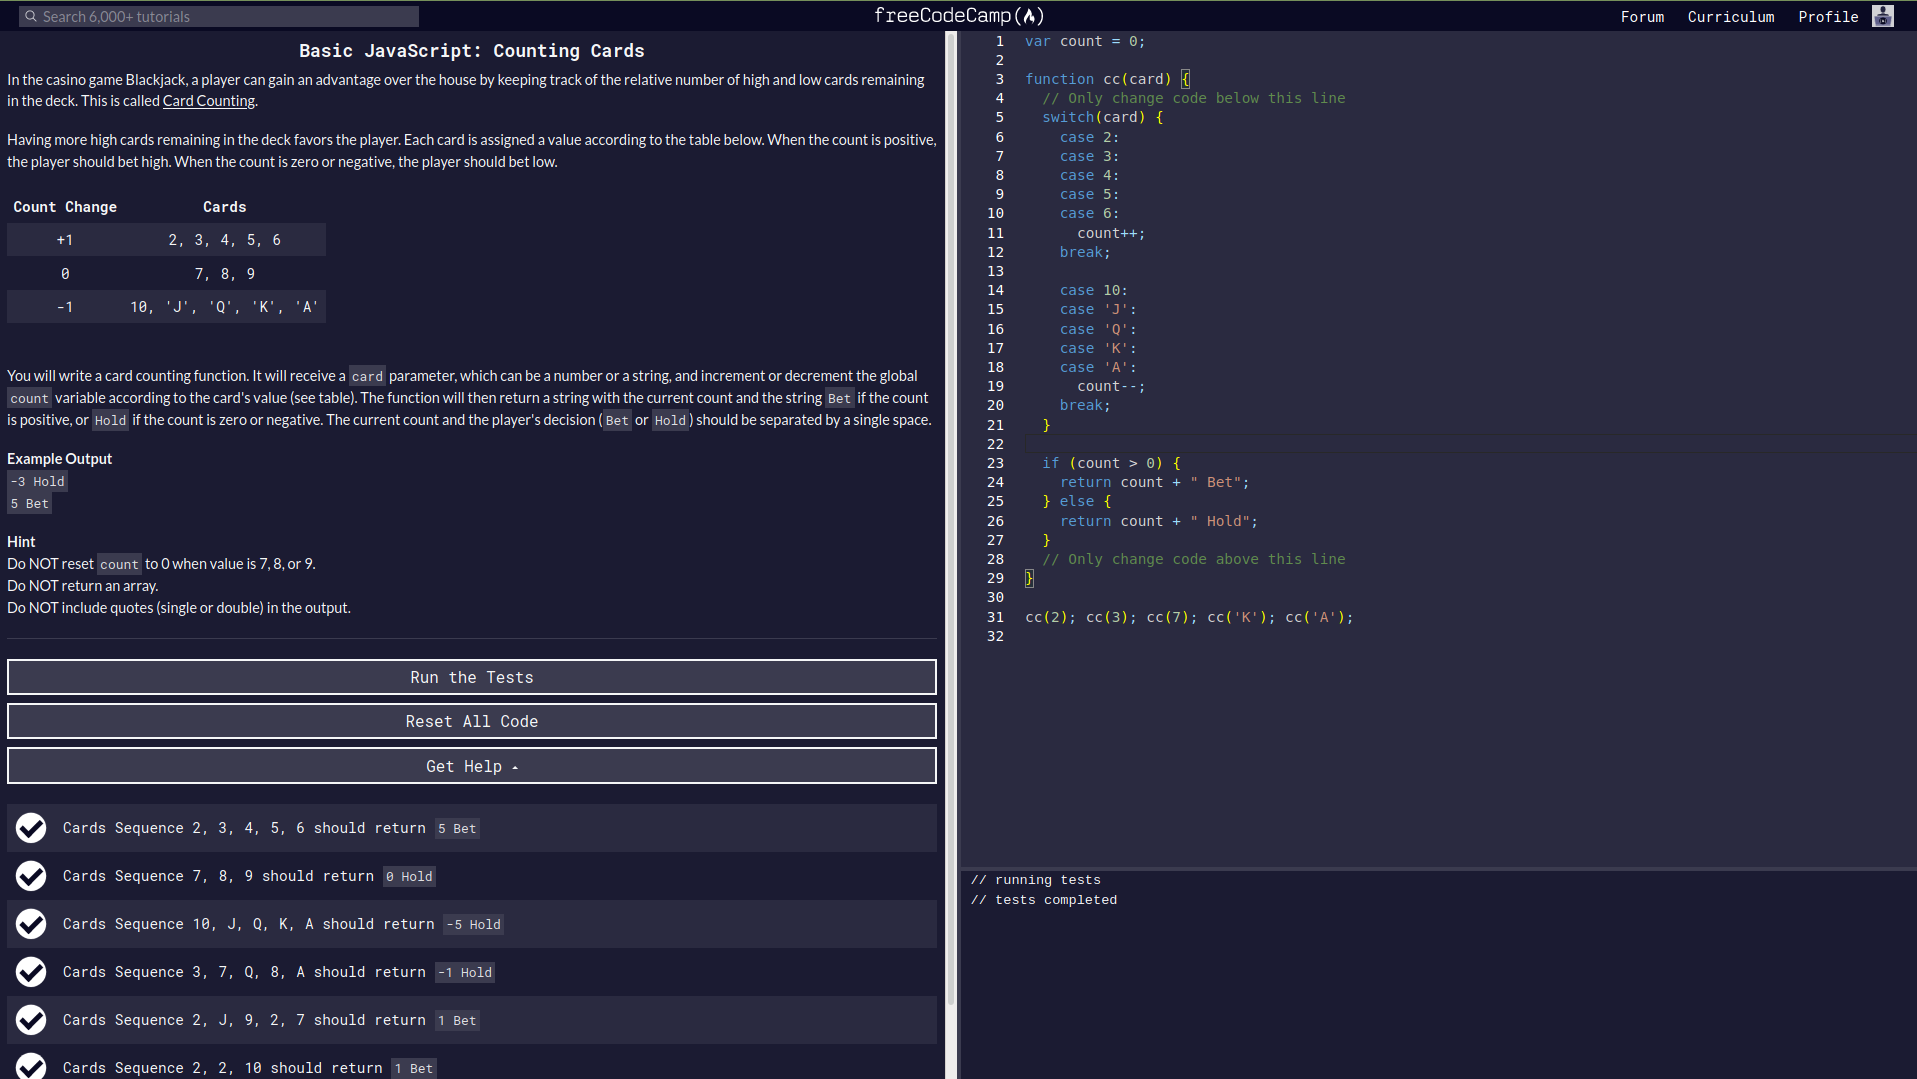 Search 6,000+ tutorials
freeCodeCamp(🔥)
Forum
Curriculum
Profile
Basic JavaScript: Counting Cards
In the casino game Blackjack, a player can gain an advantage over the house by keeping track of the relative number of high and low cards remaining
in the deck. This is called Card Counting.
Having more high cards remaining in the deck favors the player. Each card is assigned a value according to the table below. When the count is positive,
the player should bet high. When the count is zero or negative, the player should bet low.
Count Change Cards
+1 2, 3, 4, 5, 6
0 7, 8, 9
-1 10, 'J', 'Q', 'K', 'A'
You will write a card counting function. It will receive a card parameter, which can be a number or a string, and increment or decrement the global
count variable according to the card's value (see table). The function will then return a string with the current count and the string Bet if the count
is positive, or Hold if the count is zero or negative. The current count and the player's decision (Bet or Hold) should be separated by a single space.
Example Output
-3 Hold
5 Bet
Hint
Do NOT reset count to 0 when value is 7, 8, or 9.
Do NOT return an array.
Do NOT include quotes (single or double) in the output.
Run the Tests
Reset All Code
Get Help
Cards Sequence 2, 3, 4, 5, 6 should return 5 Bet
Cards Sequence 7, 8, 9 should return 0 Hold
Cards Sequence 10, J, Q, K, A should return -5 Hold
Cards Sequence 3, 7, Q, 8, A should return -1 Hold
Cards Sequence 2, J, 9, 2, 7 should return 1 Bet
Cards Sequence 2, 2, 10 should return 1 Bet
1 var count = 0;
2
3 function cc(card) {
4 // Only change code below this line
5 switch(card) {
6 case 2:
7 case 3:
8 case 4:
9 case 5:
10 case 6:
11 count++;
12 break;
13
14 case 10:
15 case 'J':
16 case 'Q':
17 case 'K':
18 case 'A':
19 count--;
20 break;
21 }
22
23 if (count > 0) {
24 return count + " Bet";
25 } else {
26 return count + " Hold";
27 }
28 // Only change code above this line
29 }
30
31 cc(2); cc(3); cc(7); cc('K'); cc('A');
32
// running tests
// tests completed